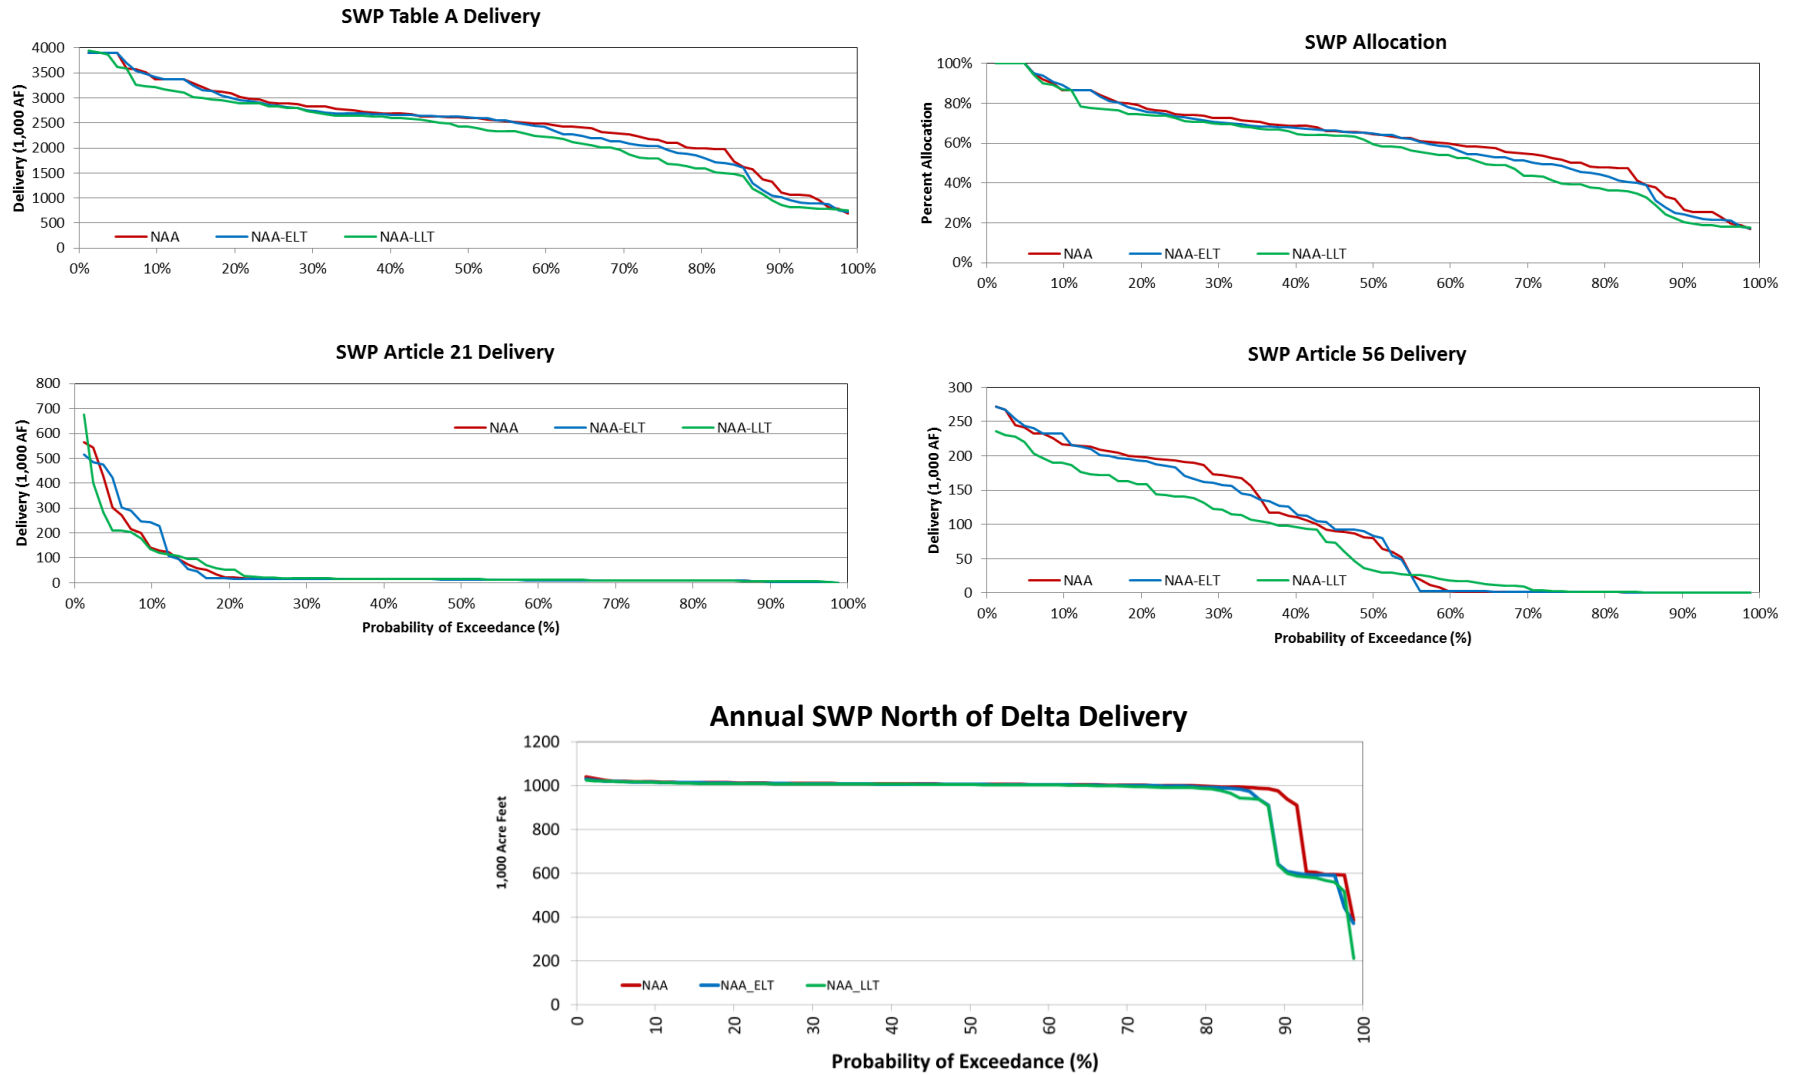 SWP Table A Delivery
Delivery (1,000 AF)
4000
3500
3000
2500
2000
1500
1000
500
0
NAA NAA-ELT NAA-LLT
0% 10% 20% 30% 40% 50% 60% 70% 80% 90% 100%
SWP Allocation
Percent Allocation
100%
80%
60%
40%
20%
0%
NAA NAA-ELT NAA-LLT
0% 10% 20% 30% 40% 50% 60% 70% 80% 90% 100%
SWP Article 21 Delivery
Delivery (1,000 AF)
800
700
600
500
400
300
200
100
0
NAA NAA-ELT NAA-LLT
0% 10% 20% 30% 40% 50% 60% 70% 80% 90% 100%
Probability of Exceedance (%)
SWP Article 56 Delivery
Delivery (1,000 AF)
300
250
200
150
100
50
0
NAA NAA-ELT NAA-LLT
0% 10% 20% 30% 40% 50% 60% 70% 80% 90% 100%
Probability of Exceedance (%)
Annual SWP North of Delta Delivery
1,000 Acre Feet
1200
1000
800
600
400
200
0
NAA NAA_ELT NAA_LLT
0 10 20 30 40 50 60 70 80 90 100
Probability of Exceedance (%)